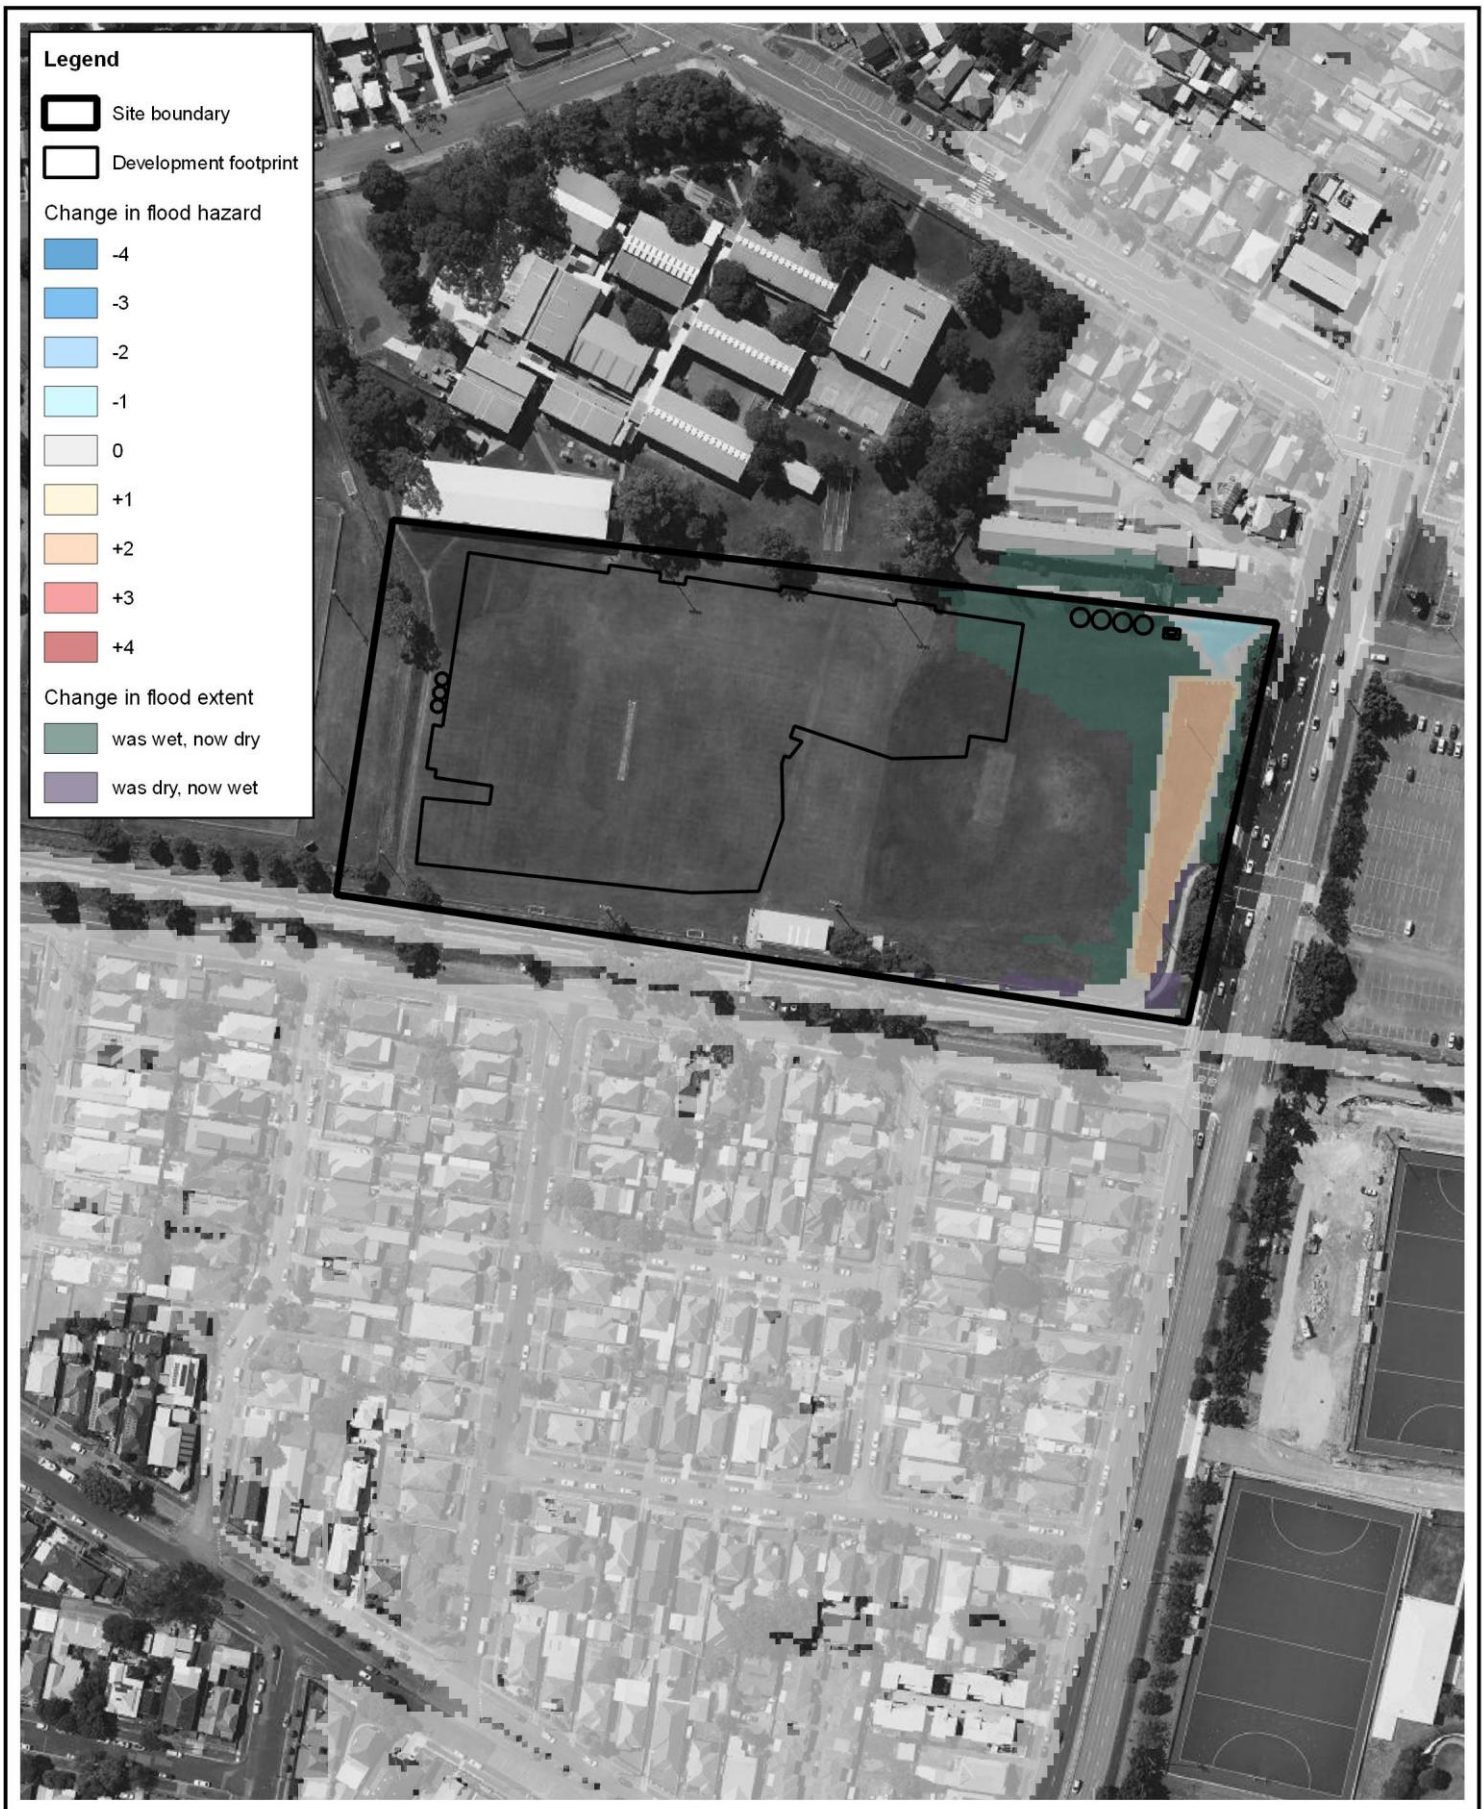 Legend
Site boundary
Development footprint
Change in flood hazard
-4
-3
-2
-1
0
+1
+2
+3
+4
Change in flood extent
was wet, now dry
was dry, now wet